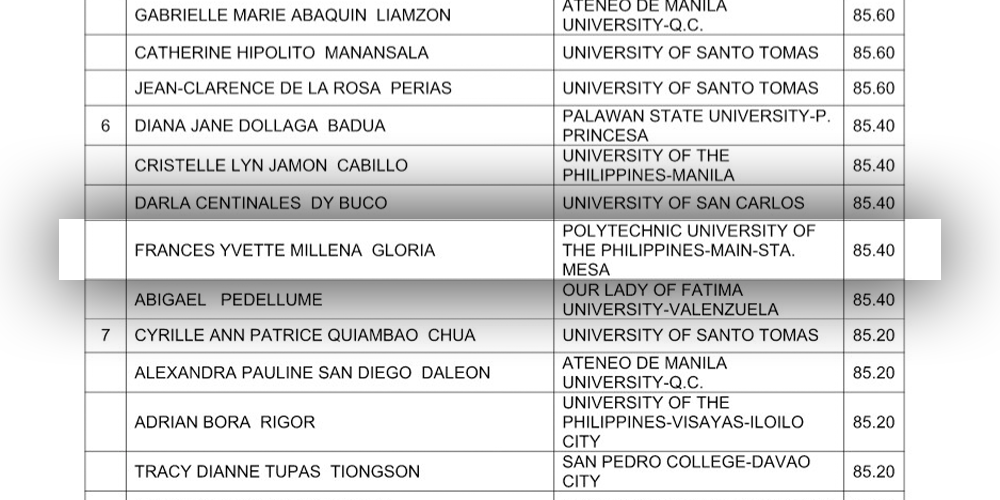 GABRIELLE MARIE ABAQUIN LIAMZON ATENEO DE MANILA UNIVERSITY-Q.C. 85.60
CATHERINE HIPOLITO MANANSALA UNIVERSITY OF SANTO TOMAS 85.60
JEAN-CLARENCE DE LA ROSA PERIAS UNIVERSITY OF SANTO TOMAS 85.60
6 DIANA JANE DOLLAGA BADUA PALAWAN STATE UNIVERSITY-P. PRINCESA 85.40
CRISTELLE LYN JAMON CABILLO UNIVERSITY OF THE PHILIPPINES-MANILA 85.40
DARLA CENTINALES DY BUCO UNIVERSITY OF SAN CARLOS 85.40
FRANCES YVETTE MILLENA GLORIA POLYTECHNIC UNIVERSITY OF THE PHILIPPINES-MAIN-STA. MESA 85.40
ABIGAEL PEDELLUME OUR LADY OF FATIMA UNIVERSITY-VALENZUELA 85.40
7 CYRILLE ANN PATRICE QUIAMBAO CHUA UNIVERSITY OF SANTO TOMAS 85.20
ALEXANDRA PAULINE SAN DIEGO DALEON ATENEO DE MANILA UNIVERSITY-Q.C. 85.20
ADRIAN BORA RIGOR UNIVERSITY OF THE PHILIPPINES-VISAYAS-ILOILO CITY 85.20
TRACY DIANNE TUPAS TIONGSON SAN PEDRO COLLEGE-DAVAO CITY 85.20